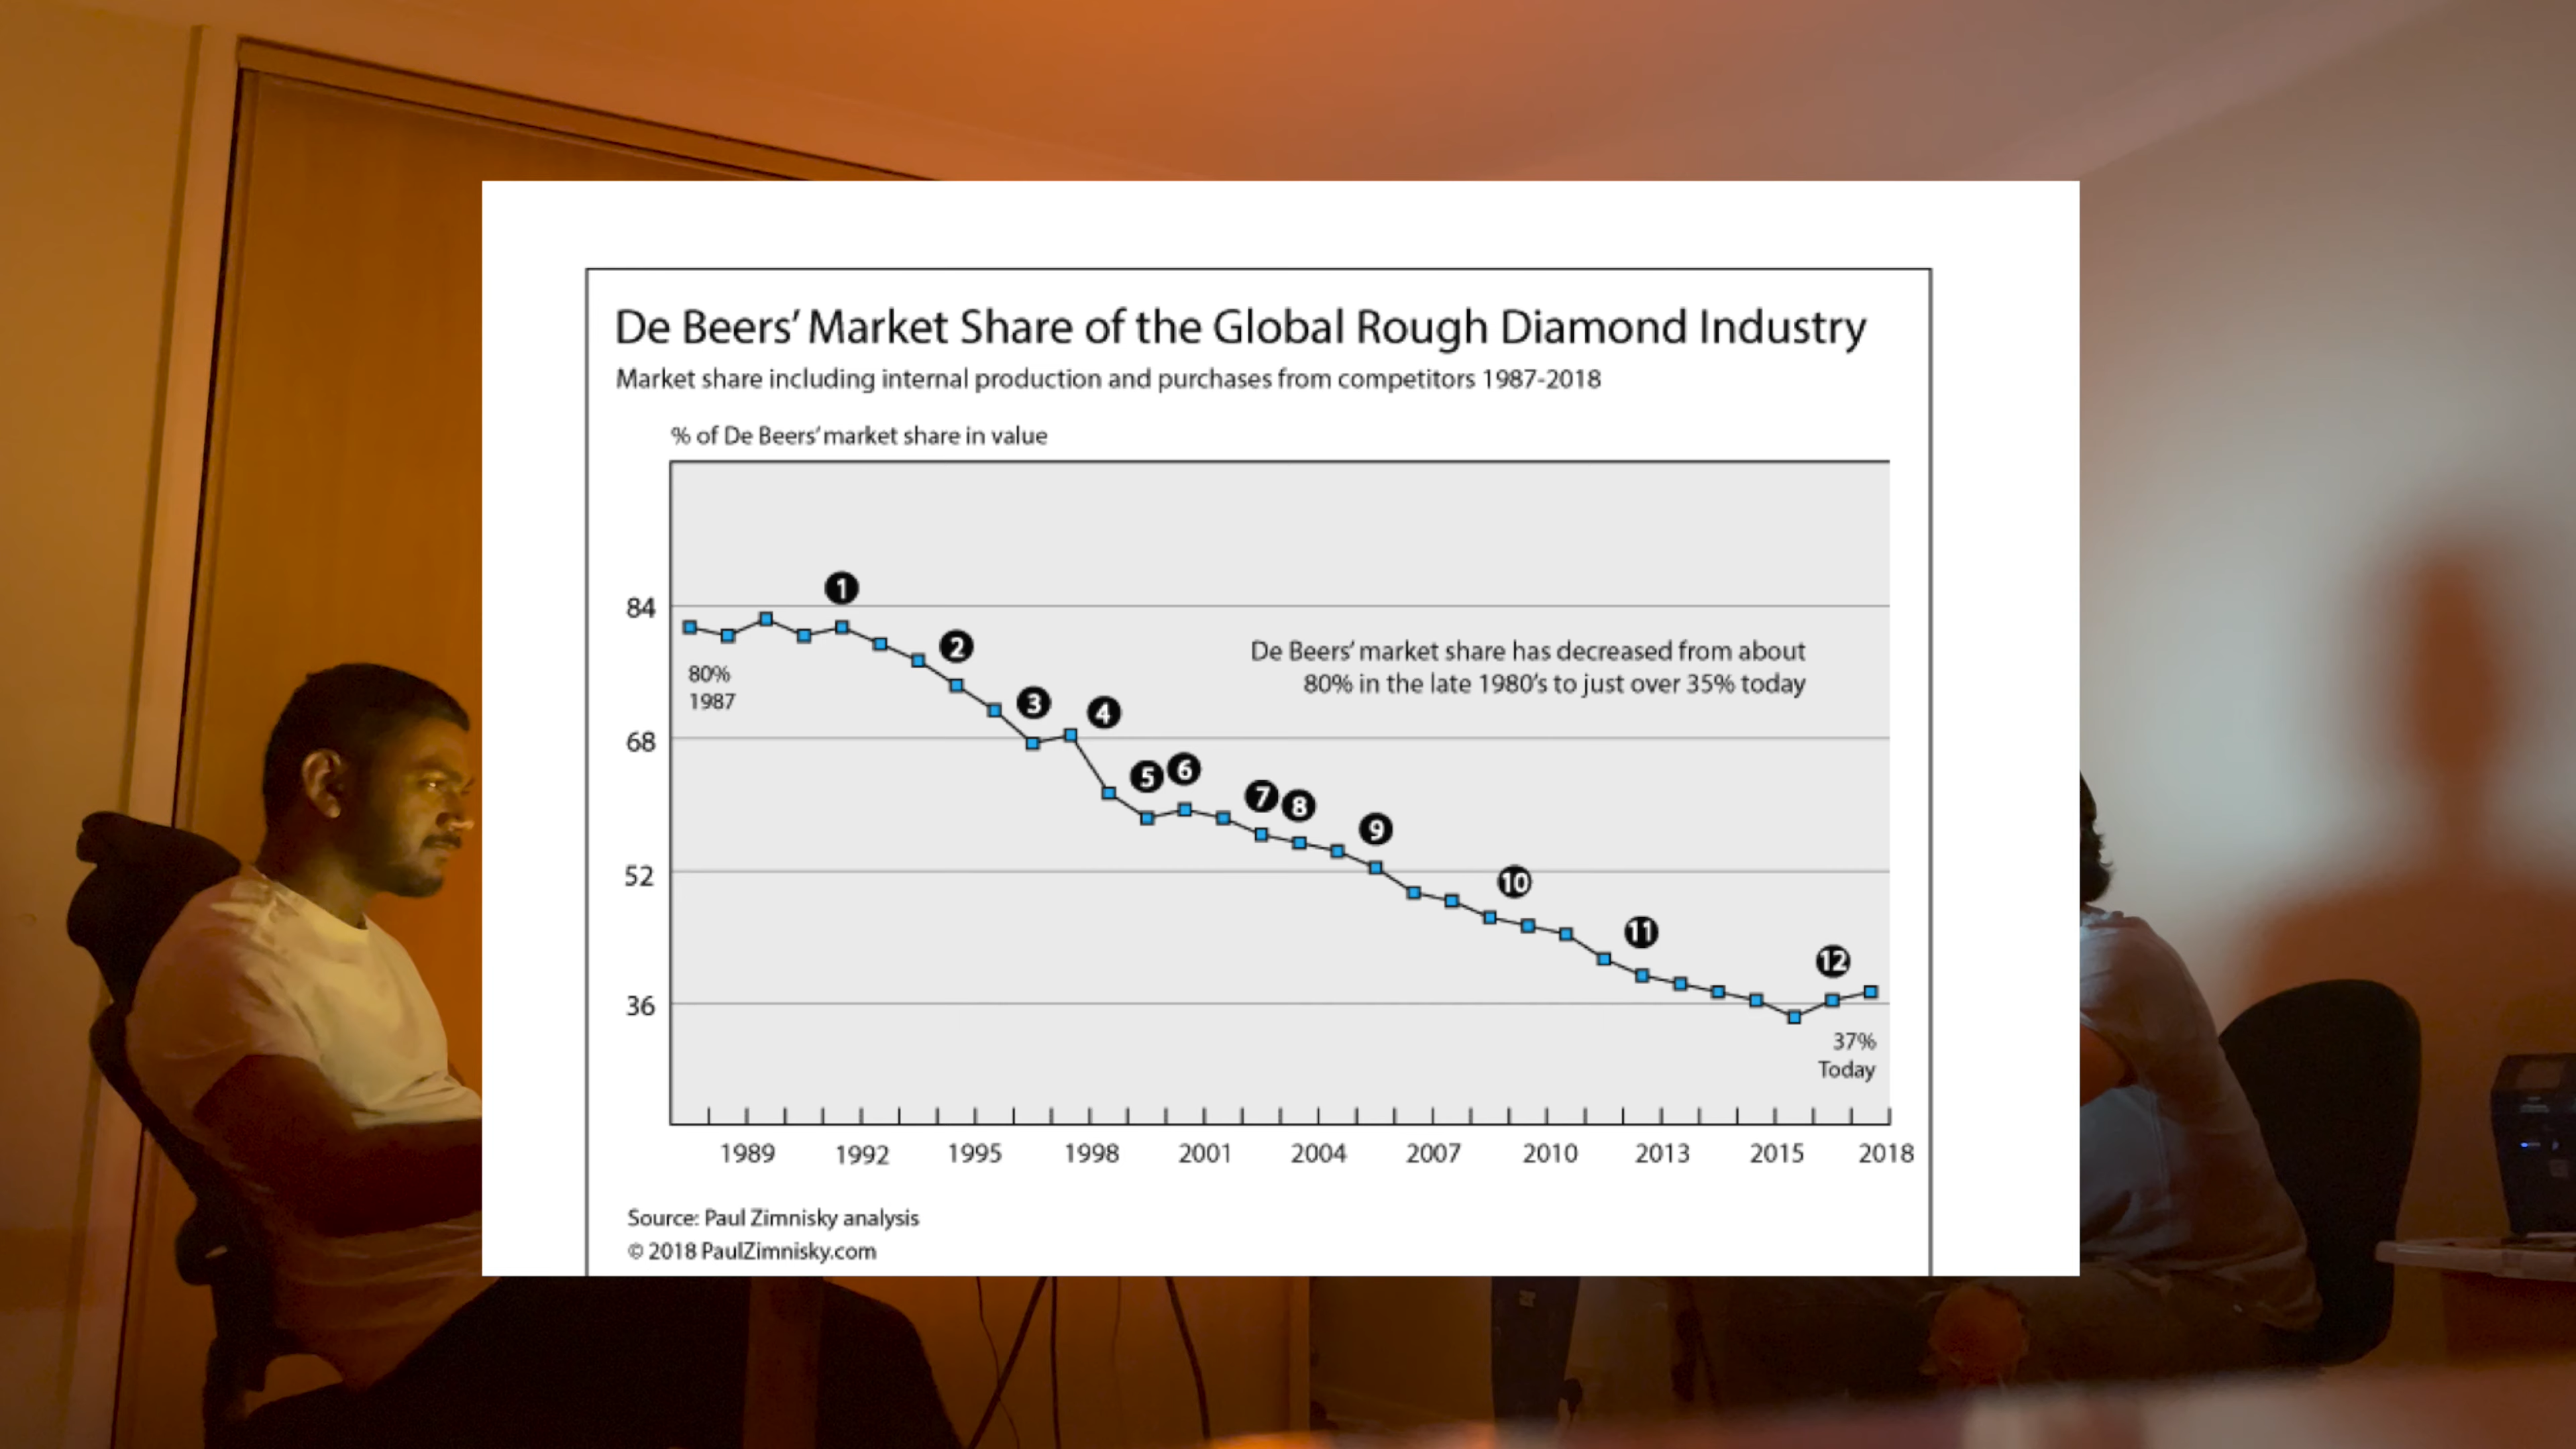 De Beers' Market Share of the Global Rough Diamond Industry
Market share including internal production and purchases from competitors 1987-2018
% of De Beers' market share in value
84
68
52
36
1
2
3
4
5
6
7
8
9
10
11
12
80%
1987
De Beers' market share has decreased from about
80% in the late 1980's to just over 35% today
37%
Today
1989 1992 1995 1998 2001 2004 2007 2010 2013 2015 2018
Source: Paul Zimnisky analysis
© 2018 PaulZimnisky.com